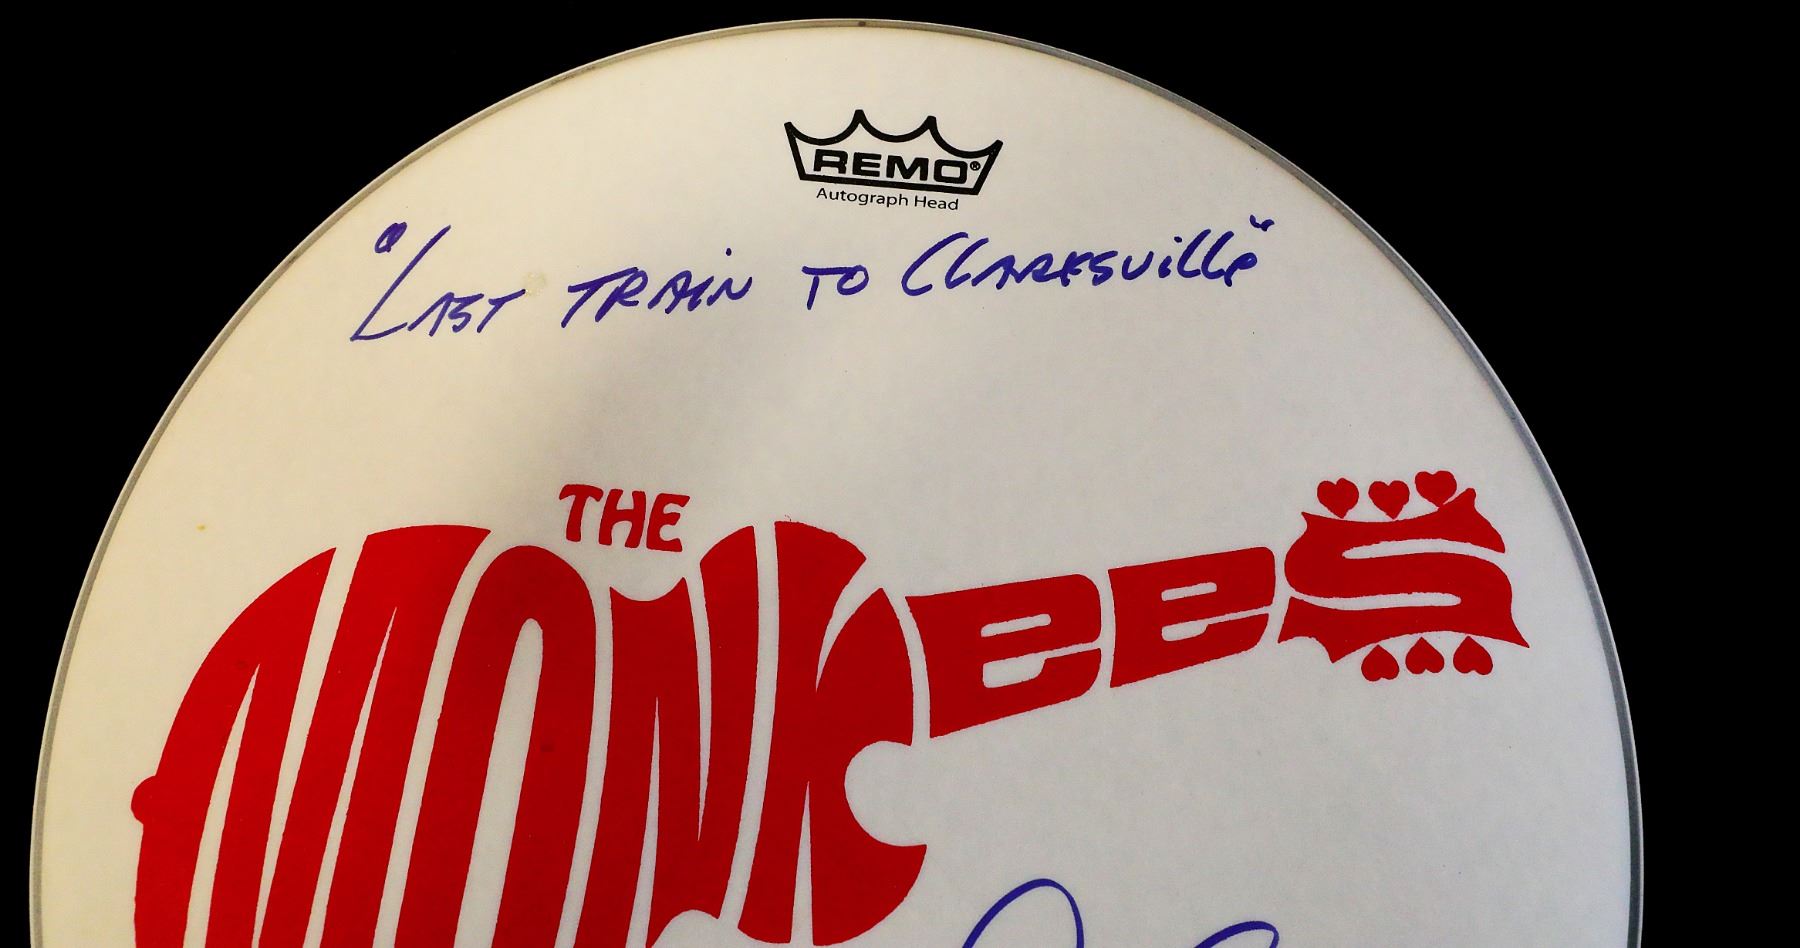 REMO®
Autograph Head
"LAST TRAIN TO CLARKSVillE"
THE
MONKeeS